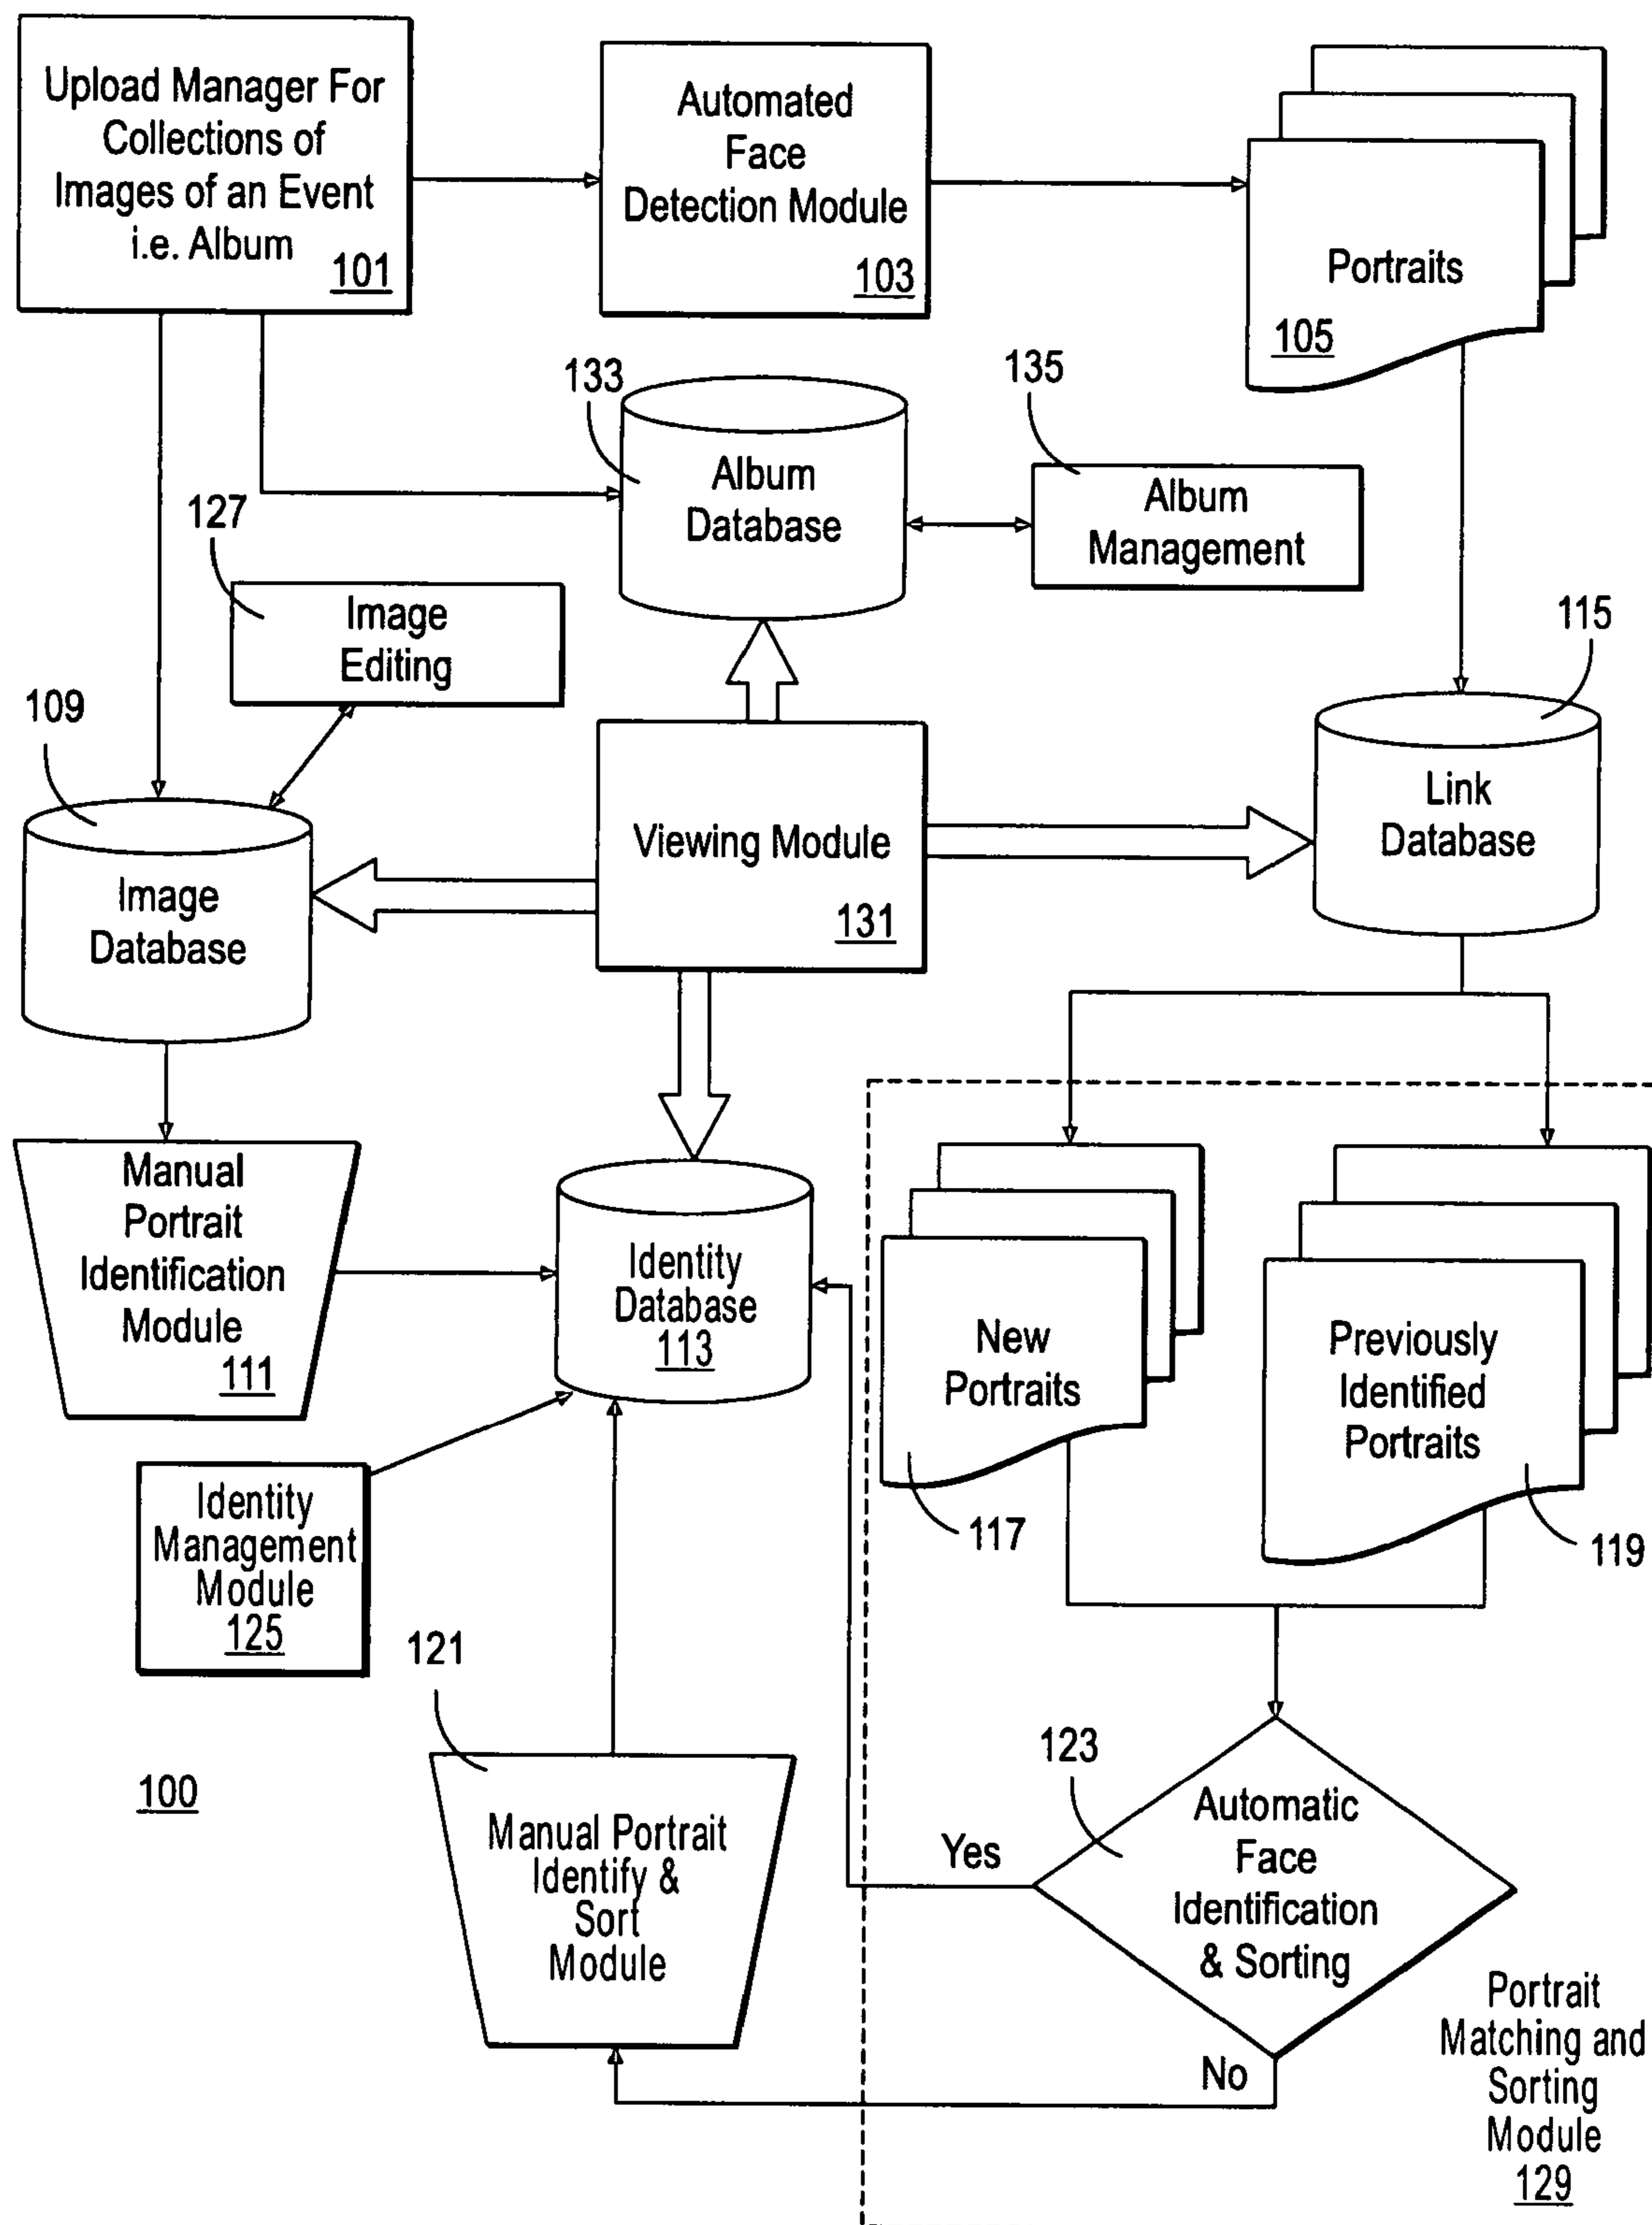 Upload Manager For
Collections of
Images of an Event
i.e. Album
101
Automated
Face
Detection Module
103
Portraits
105
133
Album
Database
135
Album
Management
127
Image
Editing
109
Image
Database
Viewing Module
131
115
Link
Database
Manual
Portrait
Identification
Module
111
Identity
Database
113
New
Portraits
117
Previously
Identified
Portraits
119
Identity
Management
Module
125
121
Manual Portrait
Identify &
Sort
Module
100
123
Automatic
Face
Identification
& Sorting
Yes
No
Portrait
Matching and
Sorting
Module
129